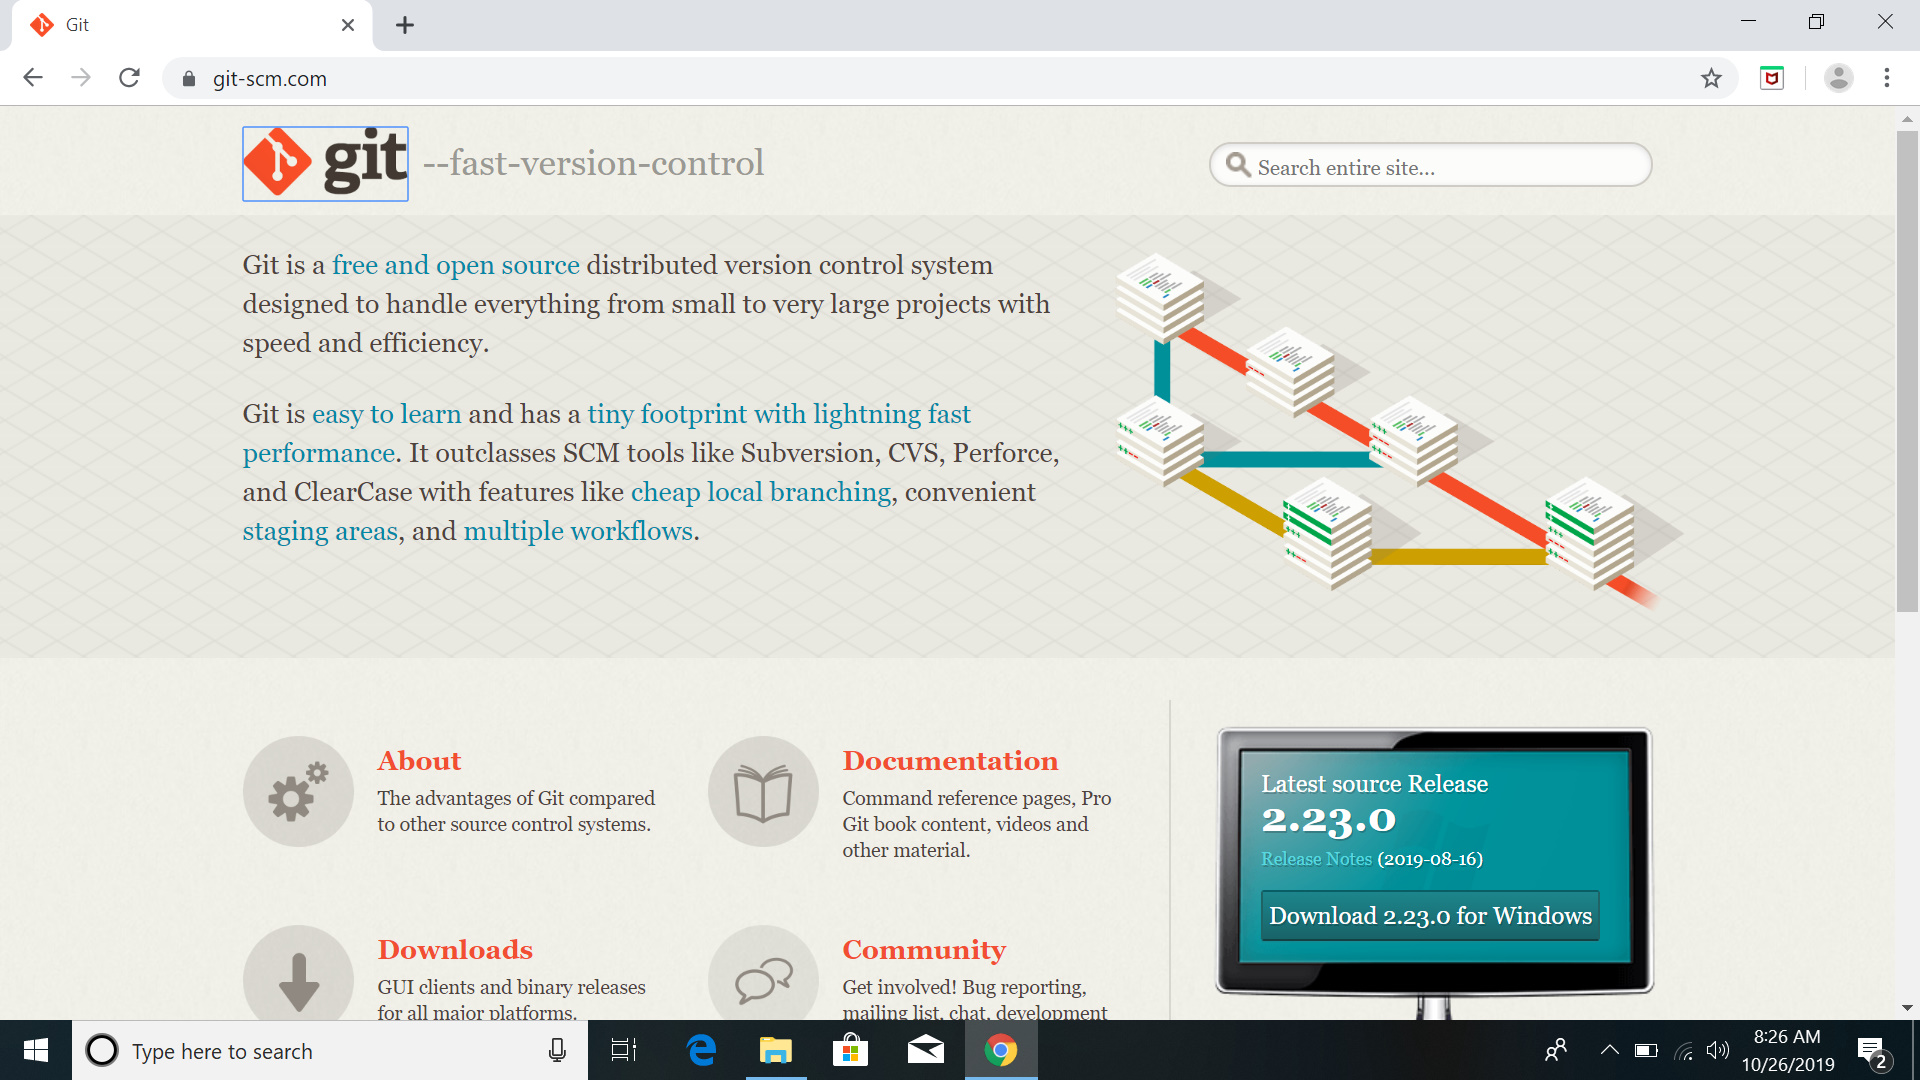 Git
git-scm.com
git --fast-version-control
Search entire site...
Git is a free and open source distributed version control system
designed to handle everything from small to very large projects with
speed and efficiency.
Git is easy to learn and has a tiny footprint with lightning fast
performance. It outclasses SCM tools like Subversion, CVS, Perforce,
and ClearCase with features like cheap local branching, convenient
staging areas, and multiple workflows.
About
The advantages of Git compared
to other source control systems.
Documentation
Command reference pages, Pro
Git book content, videos and
other material.
Downloads
GUI clients and binary releases
for all major platforms.
Community
Get involved! Bug reporting,
mailing list, chat, development
Latest source Release
2.23.0
Release Notes (2019-08-16)
Download 2.23.0 for Windows
Type here to search
8:26 AM
10/26/2019
2